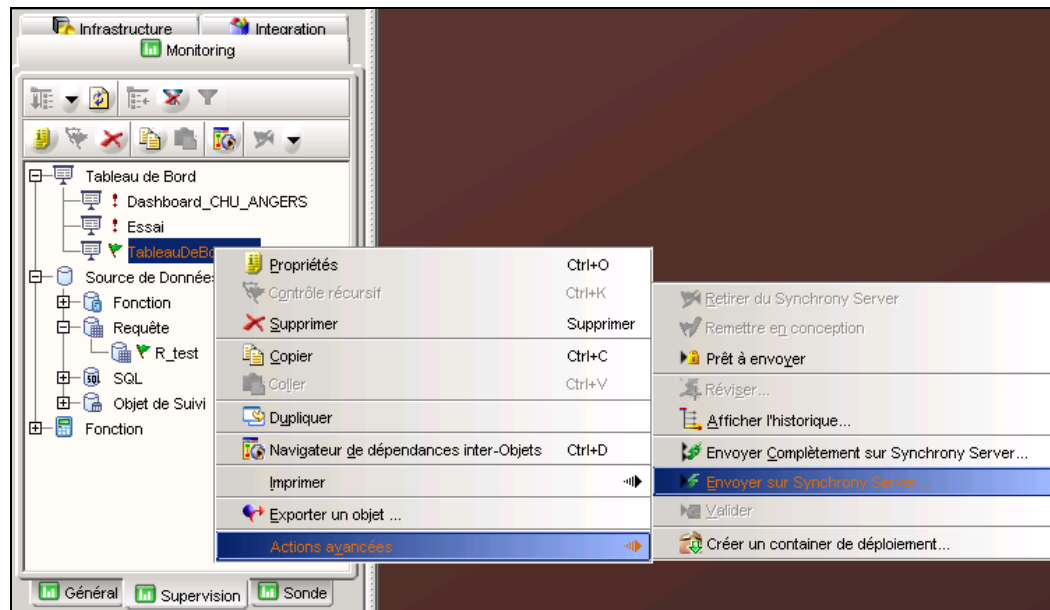 Infrastructure
Integration
Monitoring
Tableau de Bord
Dashboard_CHU_ANGERS
Essai
TableauDeBo
Source de Données
Fonction
Requête
R_test
SQL
Objet de Suivi
Fonction
Propriétés Ctrl+O
Contrôle récursif Ctrl+K
Supprimer Supprimer
Copier Ctrl+C
Coller Ctrl+V
Dupliquer
Navigateur de dépendances inter-Objets Ctrl+D
Imprimer
Exporter un objet ...
Actions avancées
Retirer du Synchrony Server
Remettre en conception
Prêt à envoyer
Réviser...
Afficher l'historique...
Envoyer Complètement sur Synchrony Server...
Envoyer sur Synchrony Server...
Valider
Créer un container de déploiement...
Général
Supervision
Sonde